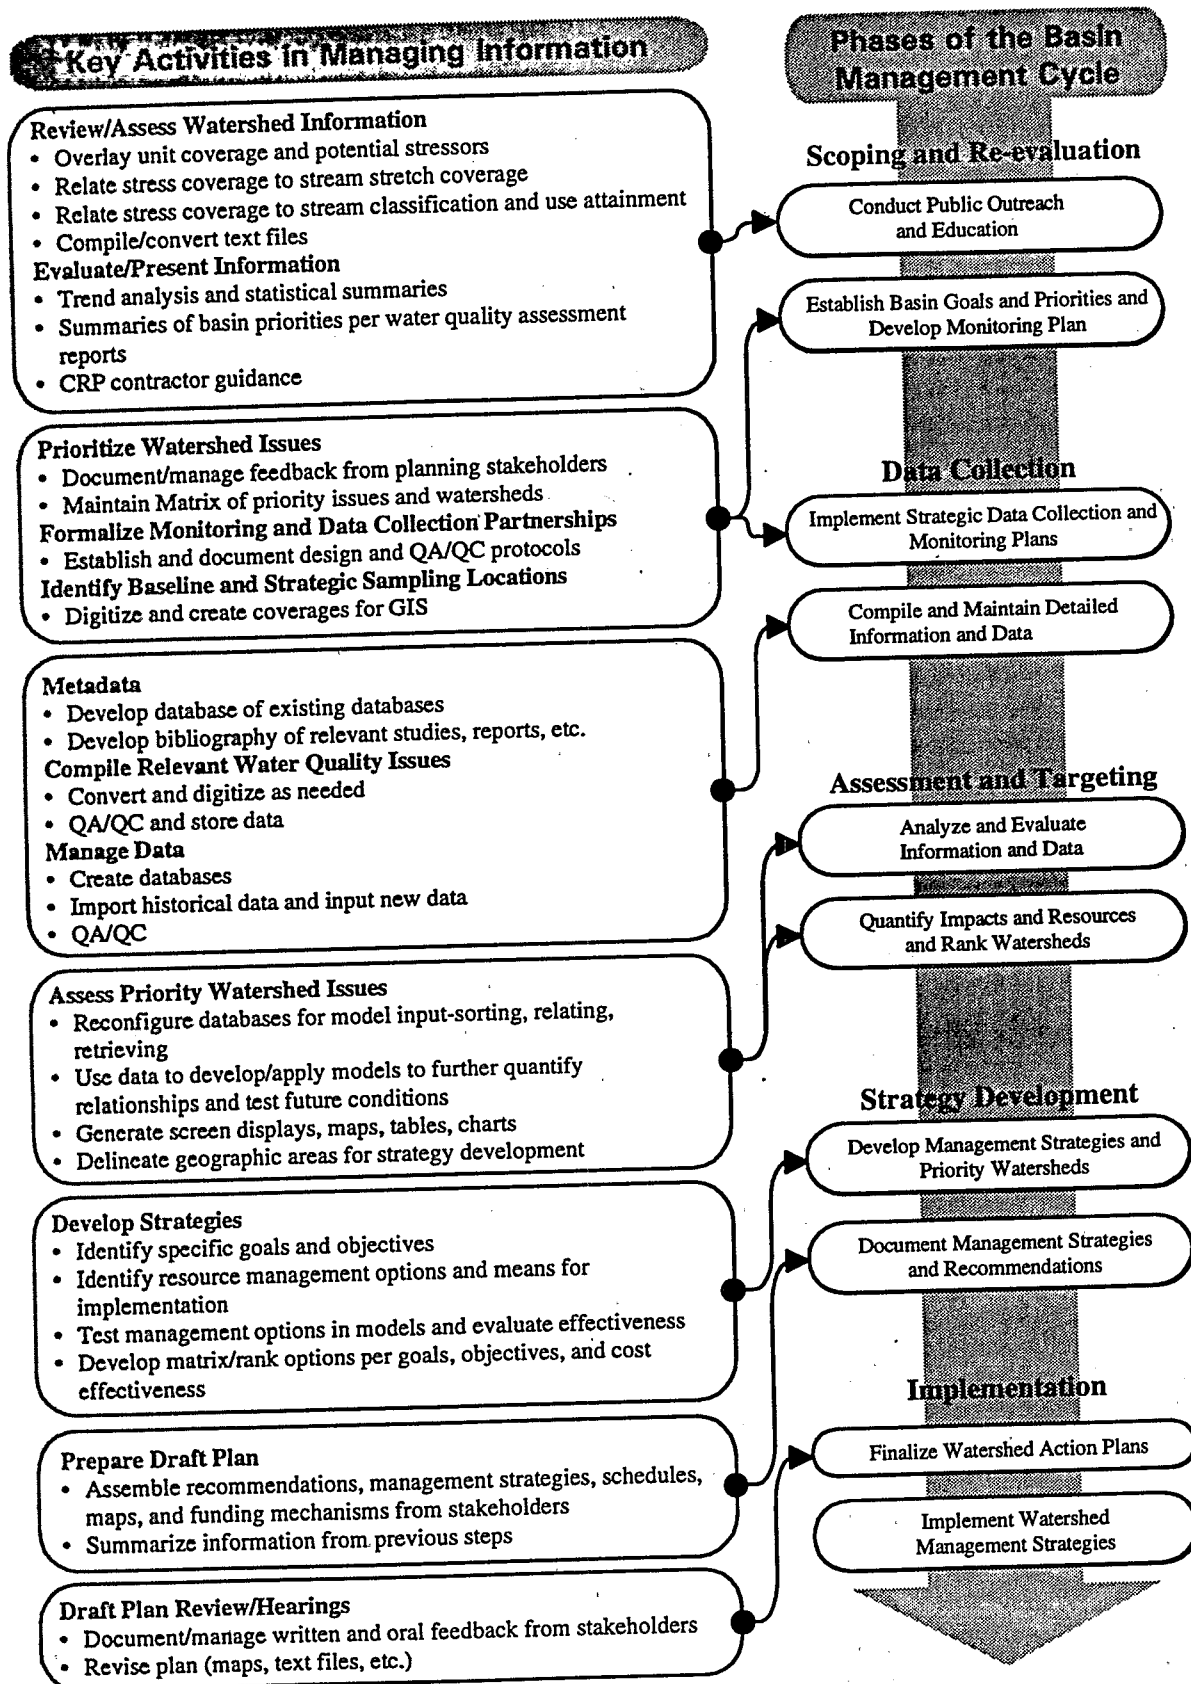 Key Activities in Managing Information
Review/Assess Watershed Information
• Overlay unit coverage and potential stressors
• Relate stress coverage to stream stretch coverage
• Relate stress coverage to stream classification and use attainment
• Compile/convert text files
Evaluate/Present Information
• Trend analysis and statistical summaries
• Summaries of basin priorities per water quality assessment
reports
• CRP contractor guidance
Prioritize Watershed Issues
• Document/manage feedback from planning stakeholders
• Maintain Matrix of priority issues and watersheds
Formalize Monitoring and Data Collection Partnerships
• Establish and document design and QA/QC protocols
Identify Baseline and Strategic Sampling Locations
• Digitize and create coverages for GIS
Metadata
• Develop database of existing databases
• Develop bibliography of relevant studies, reports, etc.
Compile Relevant Water Quality Issues
• Convert and digitize as needed
• QA/QC and store data
Manage Data
• Create databases
• Import historical data and input new data
• QA/QC
Assess Priority Watershed Issues
• Reconfigure databases for model input-sorting, relating,
retrieving
• Use data to develop/apply models to further quantify
relationships and test future conditions
• Generate screen displays, maps, tables, charts
• Delineate geographic areas for strategy development
Develop Strategies
• Identify specific goals and objectives
• Identify resource management options and means for
implementation
• Test management options in models and evaluate effectiveness
• Develop matrix/rank options per goals, objectives, and cost
effectiveness
Prepare Draft Plan
• Assemble recommendations, management strategies, schedules,
maps, and funding mechanisms from stakeholders
• Summarize information from previous steps
Draft Plan Review/Hearings
• Document/manage written and oral feedback from stakeholders
• Revise plan (maps, text files, etc.)
Phases of the Basin
Management Cycle
Scoping and Re-evaluation
Conduct Public Outreach
and Education
Establish Basin Goals and Priorities and
Develop Monitoring Plan
Data Collection
Implement Strategic Data Collection and
Monitoring Plans
Compile and Maintain Detailed
Information and Data
Assessment and Targeting
Analyze and Evaluate
Information and Data
Quantify Impacts and Resources
and Rank Watersheds
Strategy Development
Develop Management Strategies and
Priority Watersheds
Document Management Strategies
and Recommendations
Implementation
Finalize Watershed Action Plans
Implement Watershed
Management Strategies